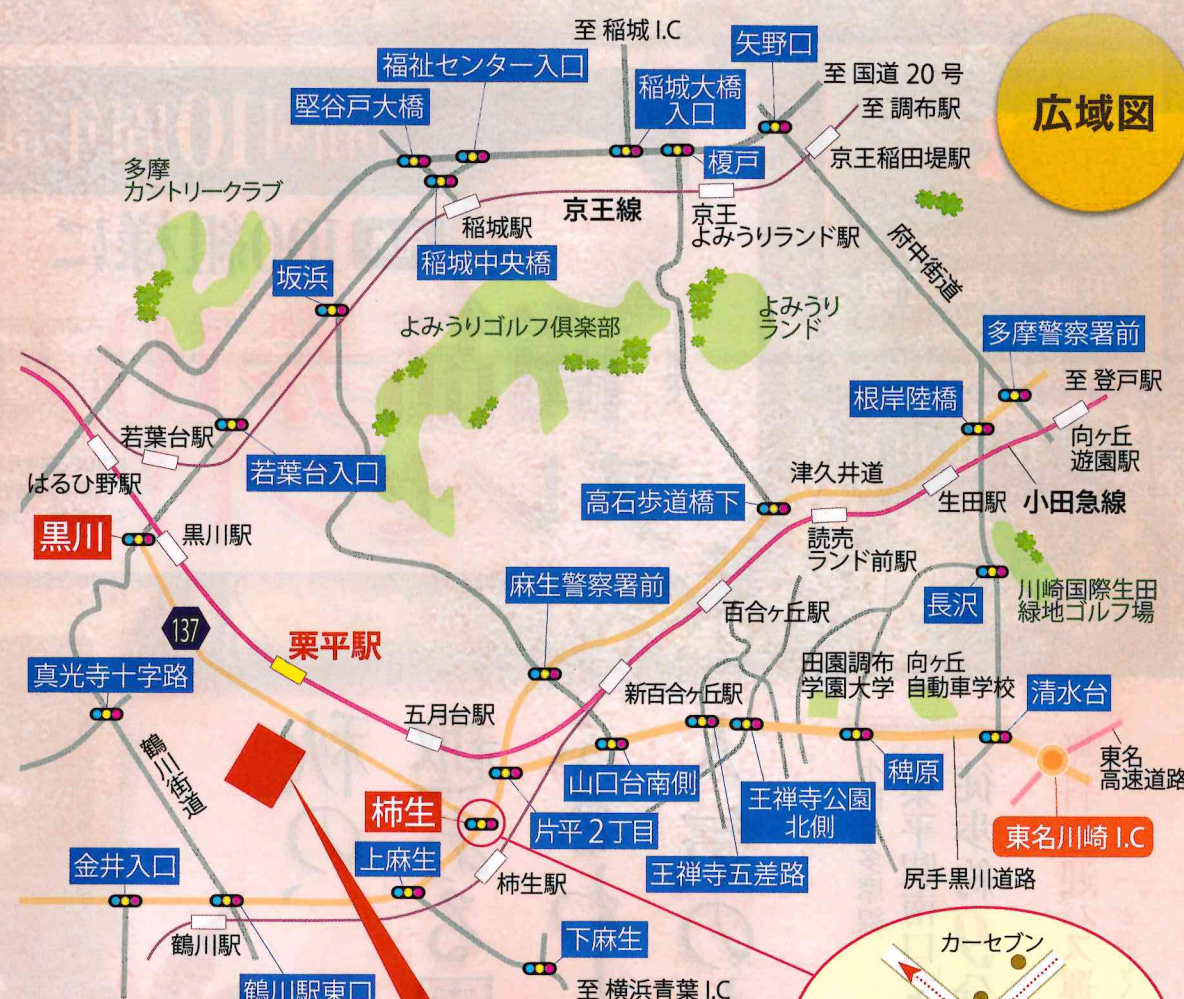 至 稲城 I.C
矢野口
広域図
福祉センター入口
至 国道 20 号
稲城大橋
入口
堅谷戸大橋
至 調布駅
榎戸
京王稲田堤駅
多摩
カントリークラブ
京王線
稲城駅
京王
よみうりランド駅
府中街道
稲城中央橋
坂浜
よみうりゴルフ倶楽部
よみうり
ランド
多摩警察署前
至 登戸駅
根岸陸橋
若葉台駅
向ヶ丘
遊園駅
はるひ野駅
若葉台入口
津久井道
生田駅
小田急線
高石歩道橋下
黒川
黒川駅
読売
ランド前駅
麻生警察署前
長沢
川崎国際生田
緑地ゴルフ場
百合ヶ丘駅
137
栗平駅
真光寺十字路
田園調布
学園大学
向ヶ丘
自動車学校
新百合ヶ丘駅
清水台
五月台駅
鶴川街道
山口台南側
稗原
東名
高速道路
王禅寺公園
北側
柿生
片平 2丁目
東名川崎 I.C
金井入口
上麻生
柿生駅
王禅寺五差路
尻手黒川道路
鶴川駅
下麻生
カーセブン
鶴川駅東口
至 横浜青葉 I.C